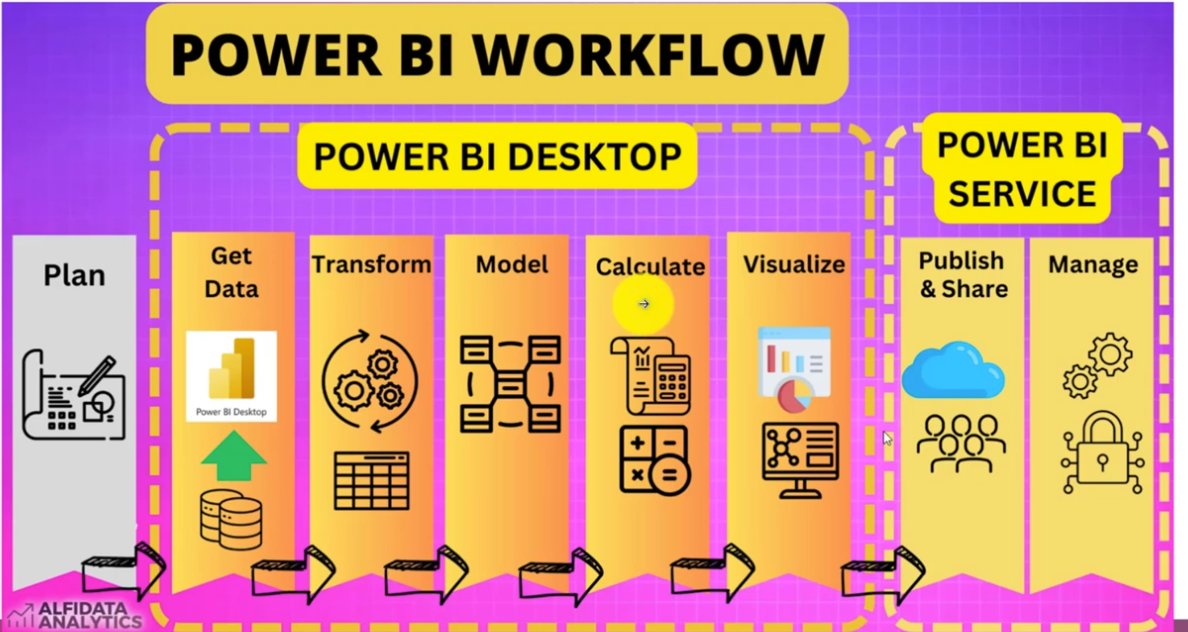 POWER BI WORKFLOW
POWER BI DESKTOP
POWER BI
SERVICE
Plan
Get
Data
Transform
Model
Calculate
Visualize
Publish
& Share
Manage
Power BI Desktop
ALFIDATA
ANALYTICS